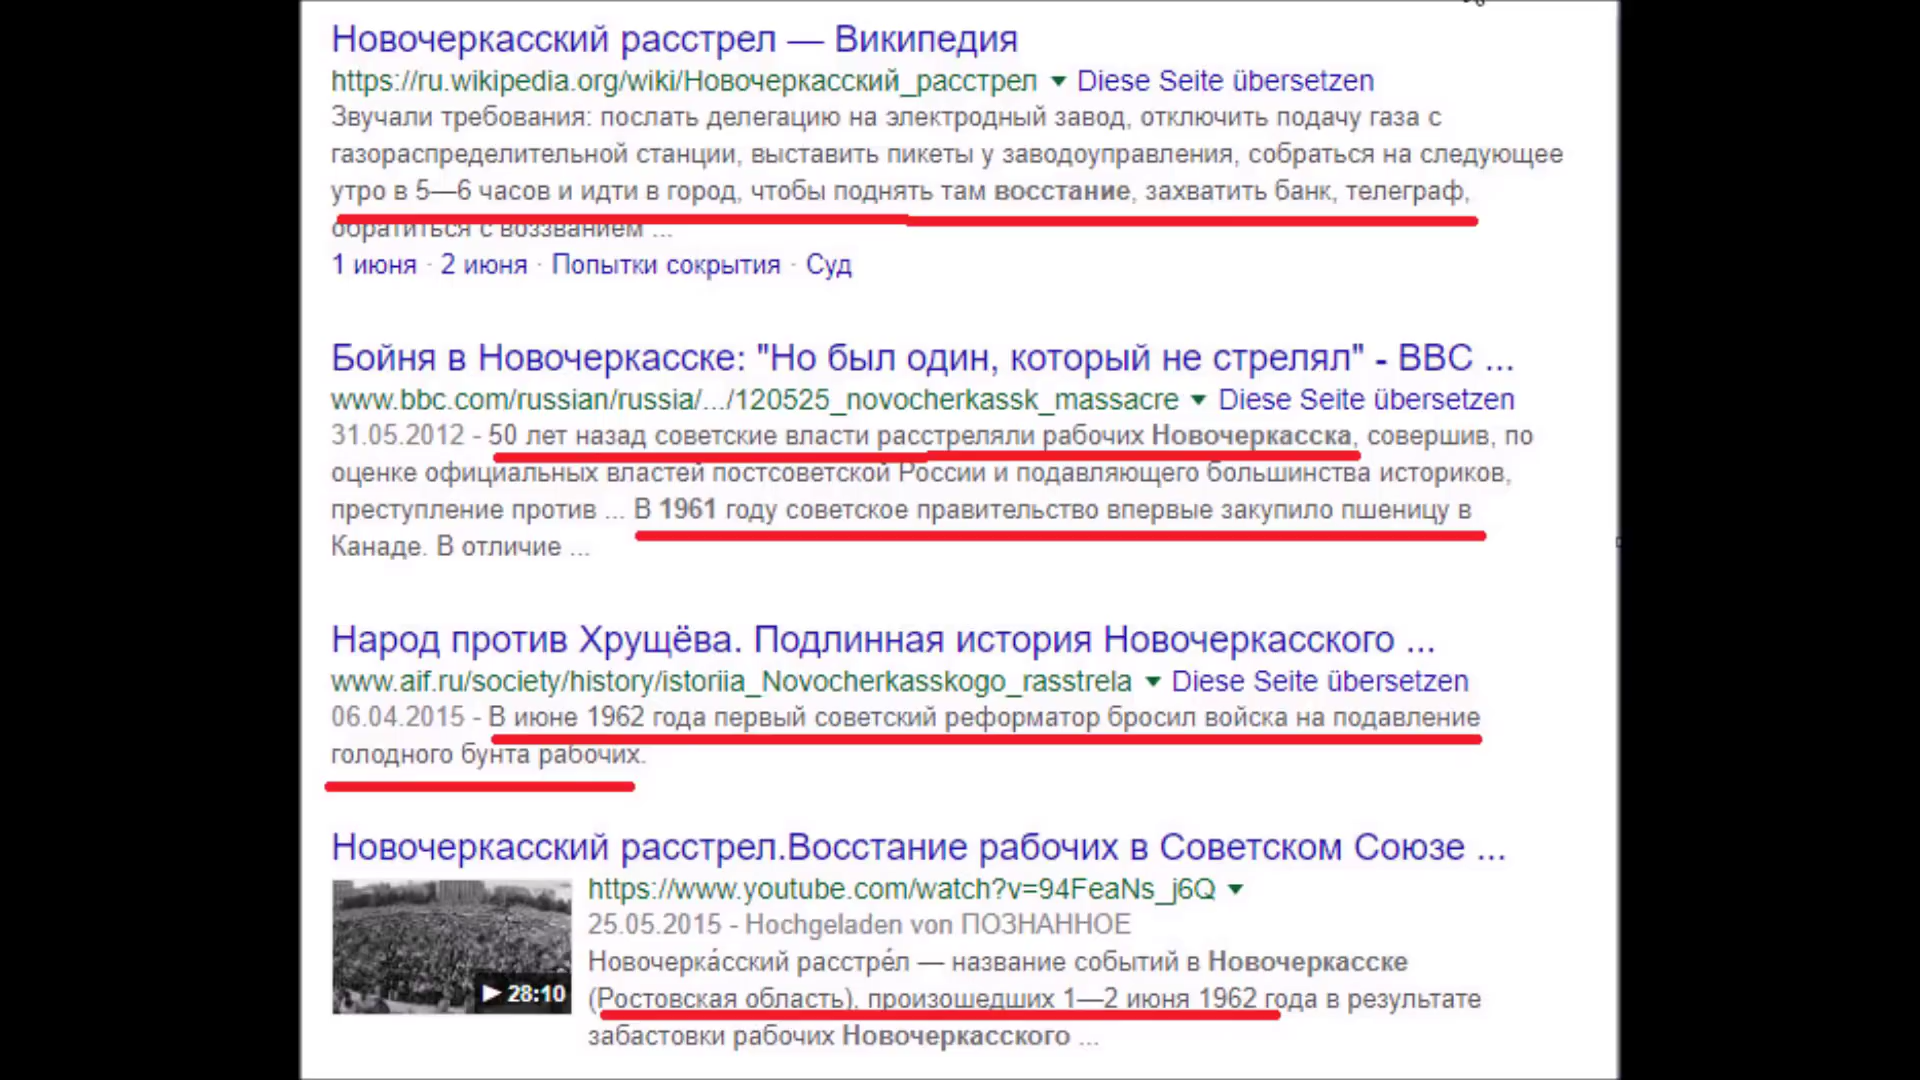 Новочеркасский расстрел — Википедия
https://ru.wikipedia.org/wiki/Новочеркасский_расстрел ▼ Diese Seite übersetzen
Звучали требования: послать делегацию на электродный завод, отключить подачу газа с
газораспределительной станции, выставить пикеты у заводоуправления, собраться на следующее
утро в 5—6 часов и идти в город, чтобы поднять там восстание, захватить банк, телеграф,
обратиться с воззванием ...
1 июня · 2 июня · Попытки сокрытия · Суд
Бойня в Новочеркасске: "Но был один, который не стрелял" - BBC ...
www.bbc.com/russian/russia/.../120525_novocherkassk_massacre ▼ Diese Seite übersetzen
31.05.2012 - 50 лет назад советские власти расстреляли рабочих Новочеркасска, совершив, по
оценке официальных властей постсоветской России и подавляющего большинства историков,
преступление против ... В 1961 году советское правительство впервые закупило пшеницу в
Канаде. В отличие ...
Народ против Хрущёва. Подлинная история Новочеркасского ...
www.aif.ru/society/history/istoriia_Novocherkasskogo_rasstrela ▼ Diese Seite übersetzen
06.04.2015 - В июне 1962 года первый советский реформатор бросил войска на подавление
голодного бунта рабочих.
Новочеркасский расстрел.Восстание рабочих в Советском Союзе ...
https://www.youtube.com/watch?v=94FeaNs_j6Q ▼
25.05.2015 - Hochgeladen von ПОЗНАННОЕ
Новочерка́сский расстре́л — название событий в Новочеркасске
(Ростовская область), произошедших 1—2 июня 1962 года в результате
забастовки рабочих Новочеркасского ...
▶ 28:10